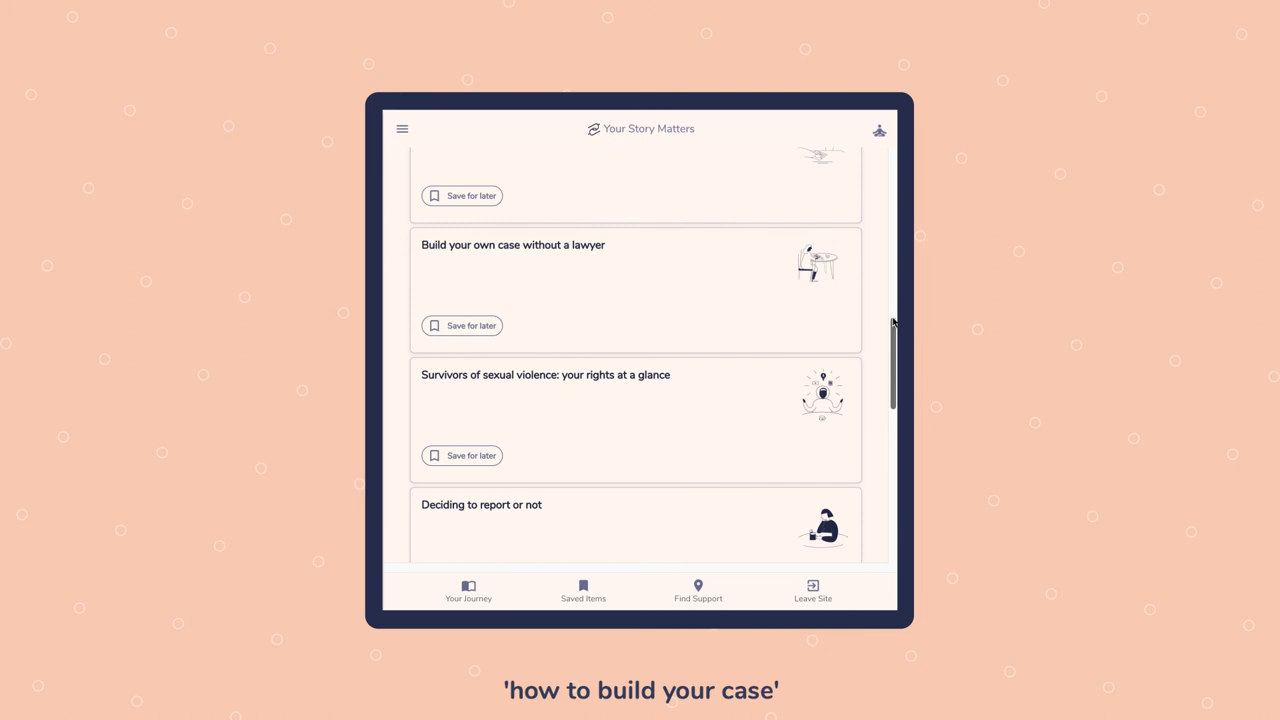 Your Story Matters
Save for later
Build your own case without a lawyer
Save for later
Survivors of sexual violence: your rights at a glance
Save for later
Deciding to report or not
Your Journey
Saved Items
Find Support
Leave Site
'how to build your case'